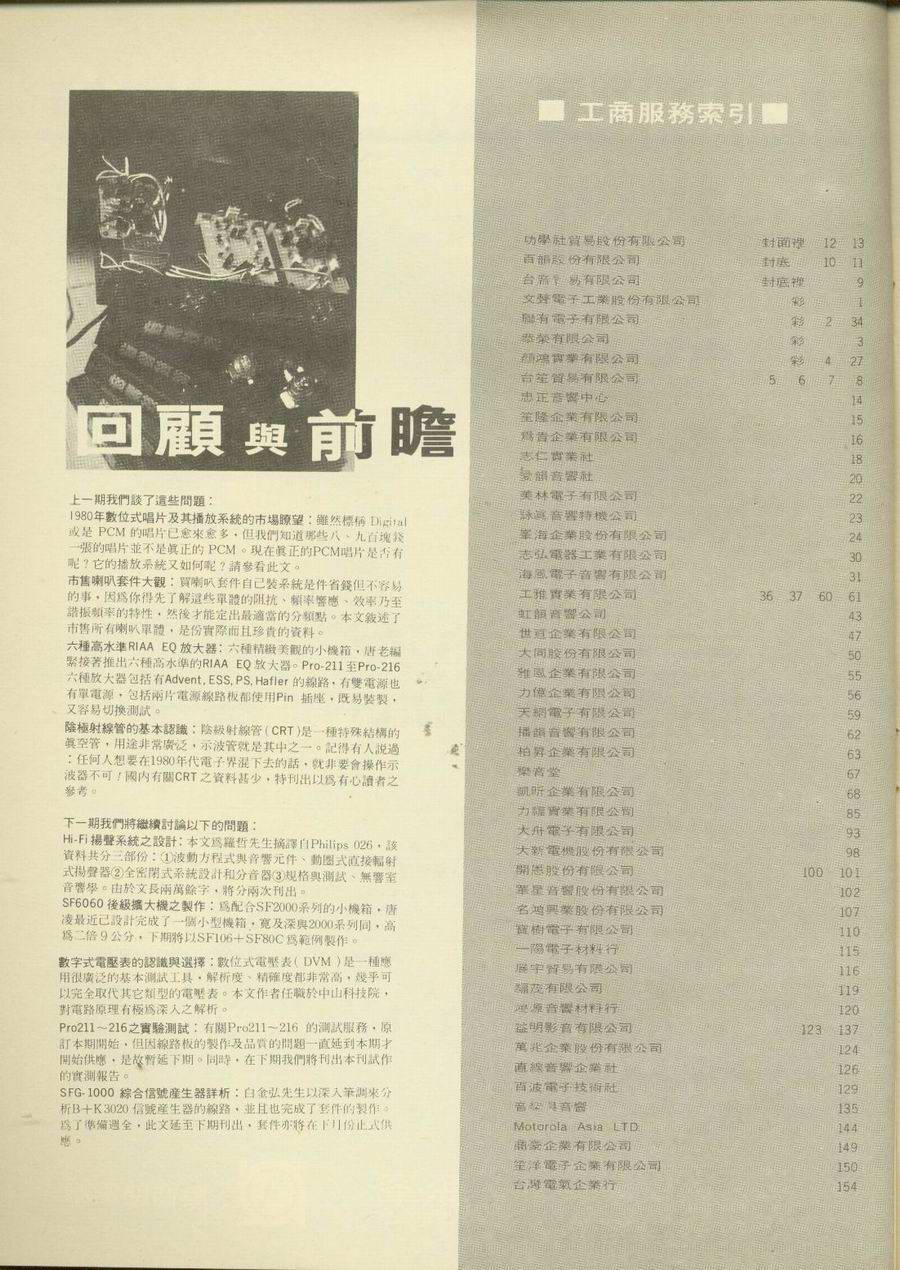 回顧與前瞻
上一期我們談了這些問題：
1980年數位式唱片及其播放系統的市場瞭望：雖然標稱 Digital
或是 PCM 的唱片已愈來愈多，但我們知道那些八、九百塊錢
一張的唱片並不是眞正的 PCM。現在眞正的PCM唱片是否有
呢？它的播放系統又如何呢？請參看此文。
市售喇叭套件大觀：買喇叭套件自己裝系統是件省錢但不容易
的事，因爲你得先了解這些單體的阻抗、頻率響應、效率乃至
諧振頻率的特性，然後才能定出最適當的分頻點。本文敍述了
市售所有喇叭單體，是份實際而且珍貴的資料。
六種高水準RIAA EQ 放大器：六種精緻美觀的小機箱，唐老編
緊接著推出六種高水準的RIAA EQ 放大器。Pro-211至Pro-216
六種放大器包括有Advent, ESS, PS, Hafler 的線路，有雙電源也
有單電源，包括兩片電源線路板都使用Pin 插座，既易裝製，
又容易切換測試。
陰極射線管的基本認識：陰級射線管(CRT)是一種特殊結構的
眞空管，用途非常廣泛，示波管就是其中之一。記得有人說過
：任何人想要在1980年代電子界混下去的話，就非要會操作示
波器不可！國內有關CRT之資料甚少，特刊出以爲有心讀者之
參考。
下一期我們將繼續討論以下的問題：
Hi-Fi 揚聲系統之設計：本文爲羅哲先生摘譯自Philips 026，該
資料共分三部份：①波動方程式與音響元件、動圈式直接輻射
式揚聲器②全密閉式系統設計和分音器③規格與測試、無響室
音響學。由於文長兩萬餘字，將分兩次刊出。
SF6060 後級擴大機之製作：爲配合SF2000系列的小機箱，唐
凌最近已設計完成了一個小型機箱，寬及深與2000系列同，高
爲二倍9公分，下期將以SF106＋SF80C爲範例製作。
數字式電壓表的認識與選擇：數位式電壓表( DVM )是一種應
用很廣泛的基本測試工具，解析度、精確度都非常高，幾乎可
以完全取代其它類型的電壓表。本文作者任職於中山科技院，
對電路原理有極爲深入之解析。
Pro211～216之實驗測試：有關Pro211～216 的測試服務，原
訂本期開始，但因線路板的製作及品質的問題一直延到本期才
開始供應，是故暫延下期。同時，在下期我們將刊出本刊試作
的實測報告。
SFG-1000 綜合信號産生器詳析：白金弘先生以深入筆調來分
析B＋K3020 信號産生器的線路，並且也完成了套件的製作。
爲了準備週全，此文延至下期刊出，套件亦將在下月份正式供
應。
■ 工商服務索引 ■
功學社貿易股份有限公司 封面裡 12 13
百韻股份有限公司 封底 10 11
台音 易有限公司 封底裡 9
文聲電子工業股份有限公司 彩 1
聯有電子有限公司 彩 2 34
泰榮有限公司 彩 3
顏鴻實業有限公司 彩 4 27
台笙貿易有限公司 5 6 7 8
忠正音響中心 14
笙隆企業有限公司 15
爲昔企業有限公司 16
志仁實業社 18
愛韻音響社 20
美林電子有限公司 22
詠眞音響特機公司 23
峯海企業股份有限公司 24
志弘電器工業有限公司 30
海風電子音響有限公司 31
工雅實業有限公司 36 37 60 61
虹韻音響公司 43
世亘企業有限公司 47
大同股份有限公司 50
雅恩企業有限公司 55
力億企業有限公司 56
天網電子有限公司 59
播韻音響有限公司 62
柏昇企業有限公司 63
樂音堂 67
凱昕企業有限公司 68
力福實業有限公司 85
大舟電子有限公司 93
大新電機股份有限公司 98
開恩股份有限公司 100 101
華星音響股份有限公司 102
名鴻興業股份有限公司 107
寶樹電子有限公司 110
一陽電子材料行 115
展宇貿易有限公司 116
福茂有限公司 119
鴻源音響材料行 120
益明影音有限公司 123 137
萬兆企業股份有限公司 124
直線音響企業社 126
百波電子技術社 129
音樂 音響 135
Motorola Asia LTD. 144
商豪企業有限公司 149
笙洋電子企業有限公司 150
台灣電氣企業行 154